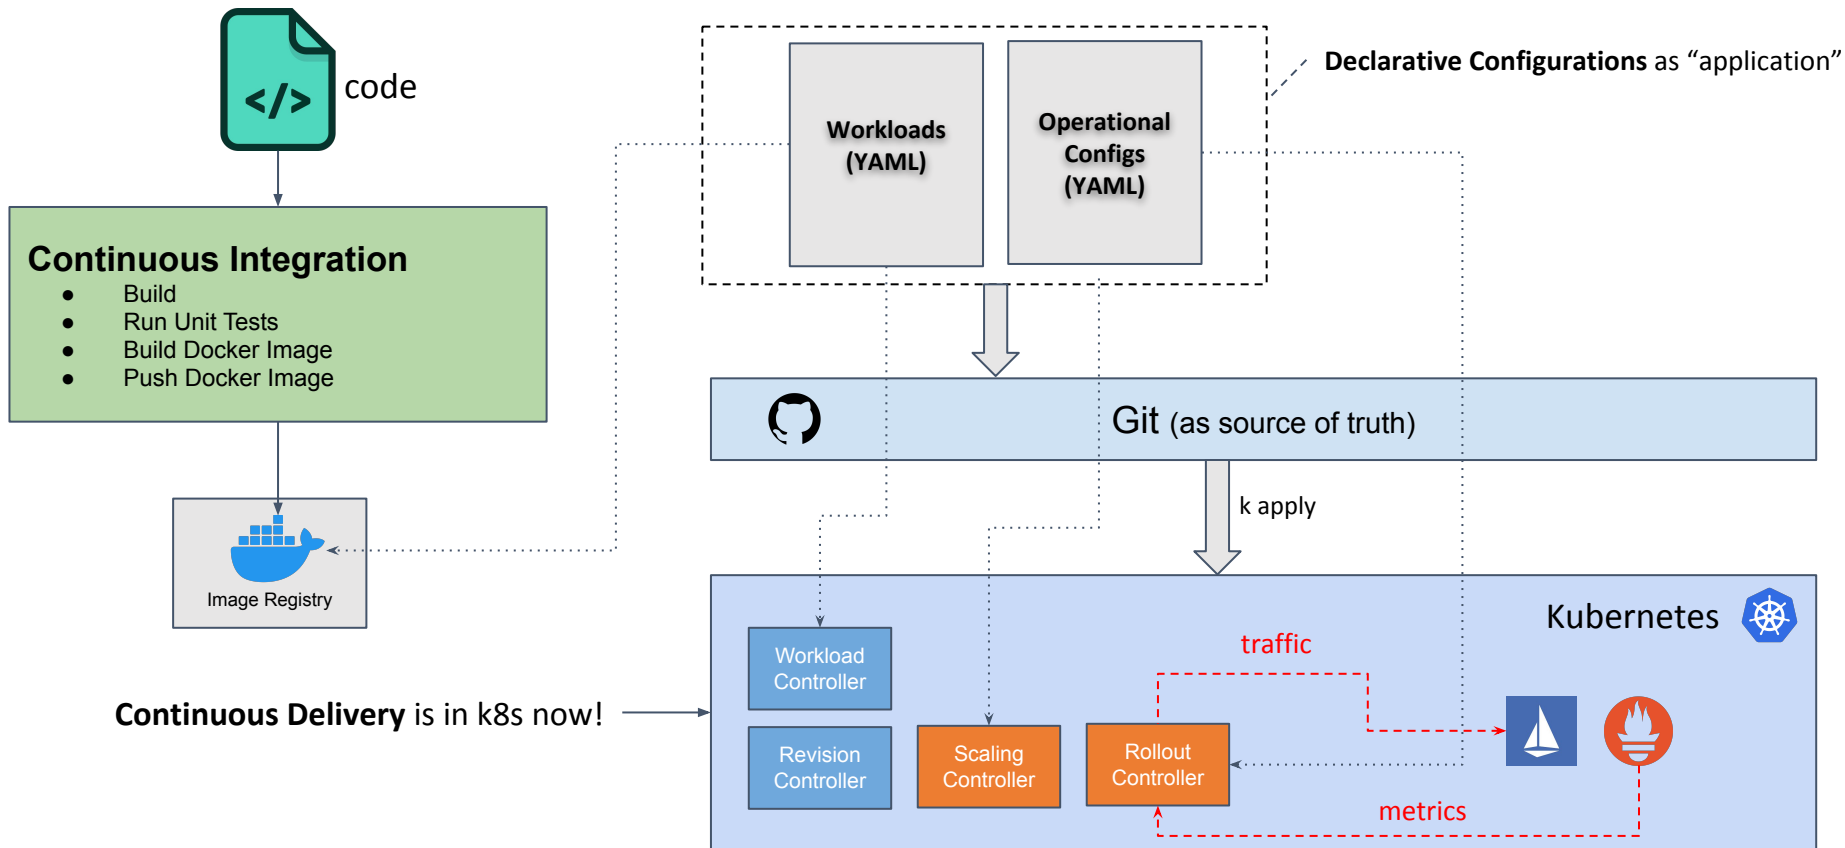 </>
code
Continuous Integration
● Build
● Run Unit Tests
● Build Docker Image
● Push Docker Image
Image Registry
Workloads
(YAML)
Operational
Configs
(YAML)
Declarative Configurations as “application”
Git (as source of truth)
k apply
Continuous Delivery is in k8s now!
Kubernetes
Workload
Controller
Revision
Controller
Scaling
Controller
Rollout
Controller
traffic
metrics